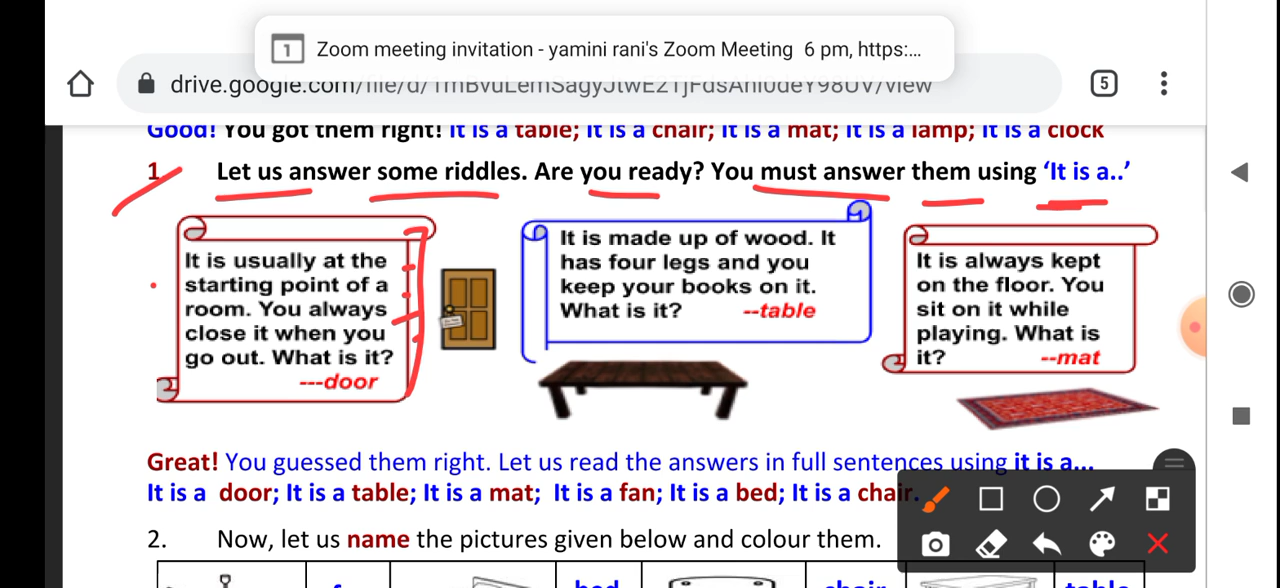 1
Zoom meeting invitation - yamini rani's Zoom Meeting 6 pm, https:...
5
Good! You got them right! It is a table; It is a chair; It is a mat; It is a lamp; It is a clock
1. Let us answer some riddles. Are you ready? You must answer them using ‘It is a..’
It is usually at the
starting point of a
room. You always
close it when you
go out. What is it?
---door
It is made up of wood. It
has four legs and you
keep your books on it.
What is it? --table
It is always kept
on the floor. You
sit on it while
playing. What is
it? --mat
Great! You guessed them right. Let us read the answers in full sentences using it is a...
It is a door; It is a table; It is a mat; It is a fan; It is a bed; It is a chair.
2. Now, let us name the pictures given below and colour them.
bed chair table